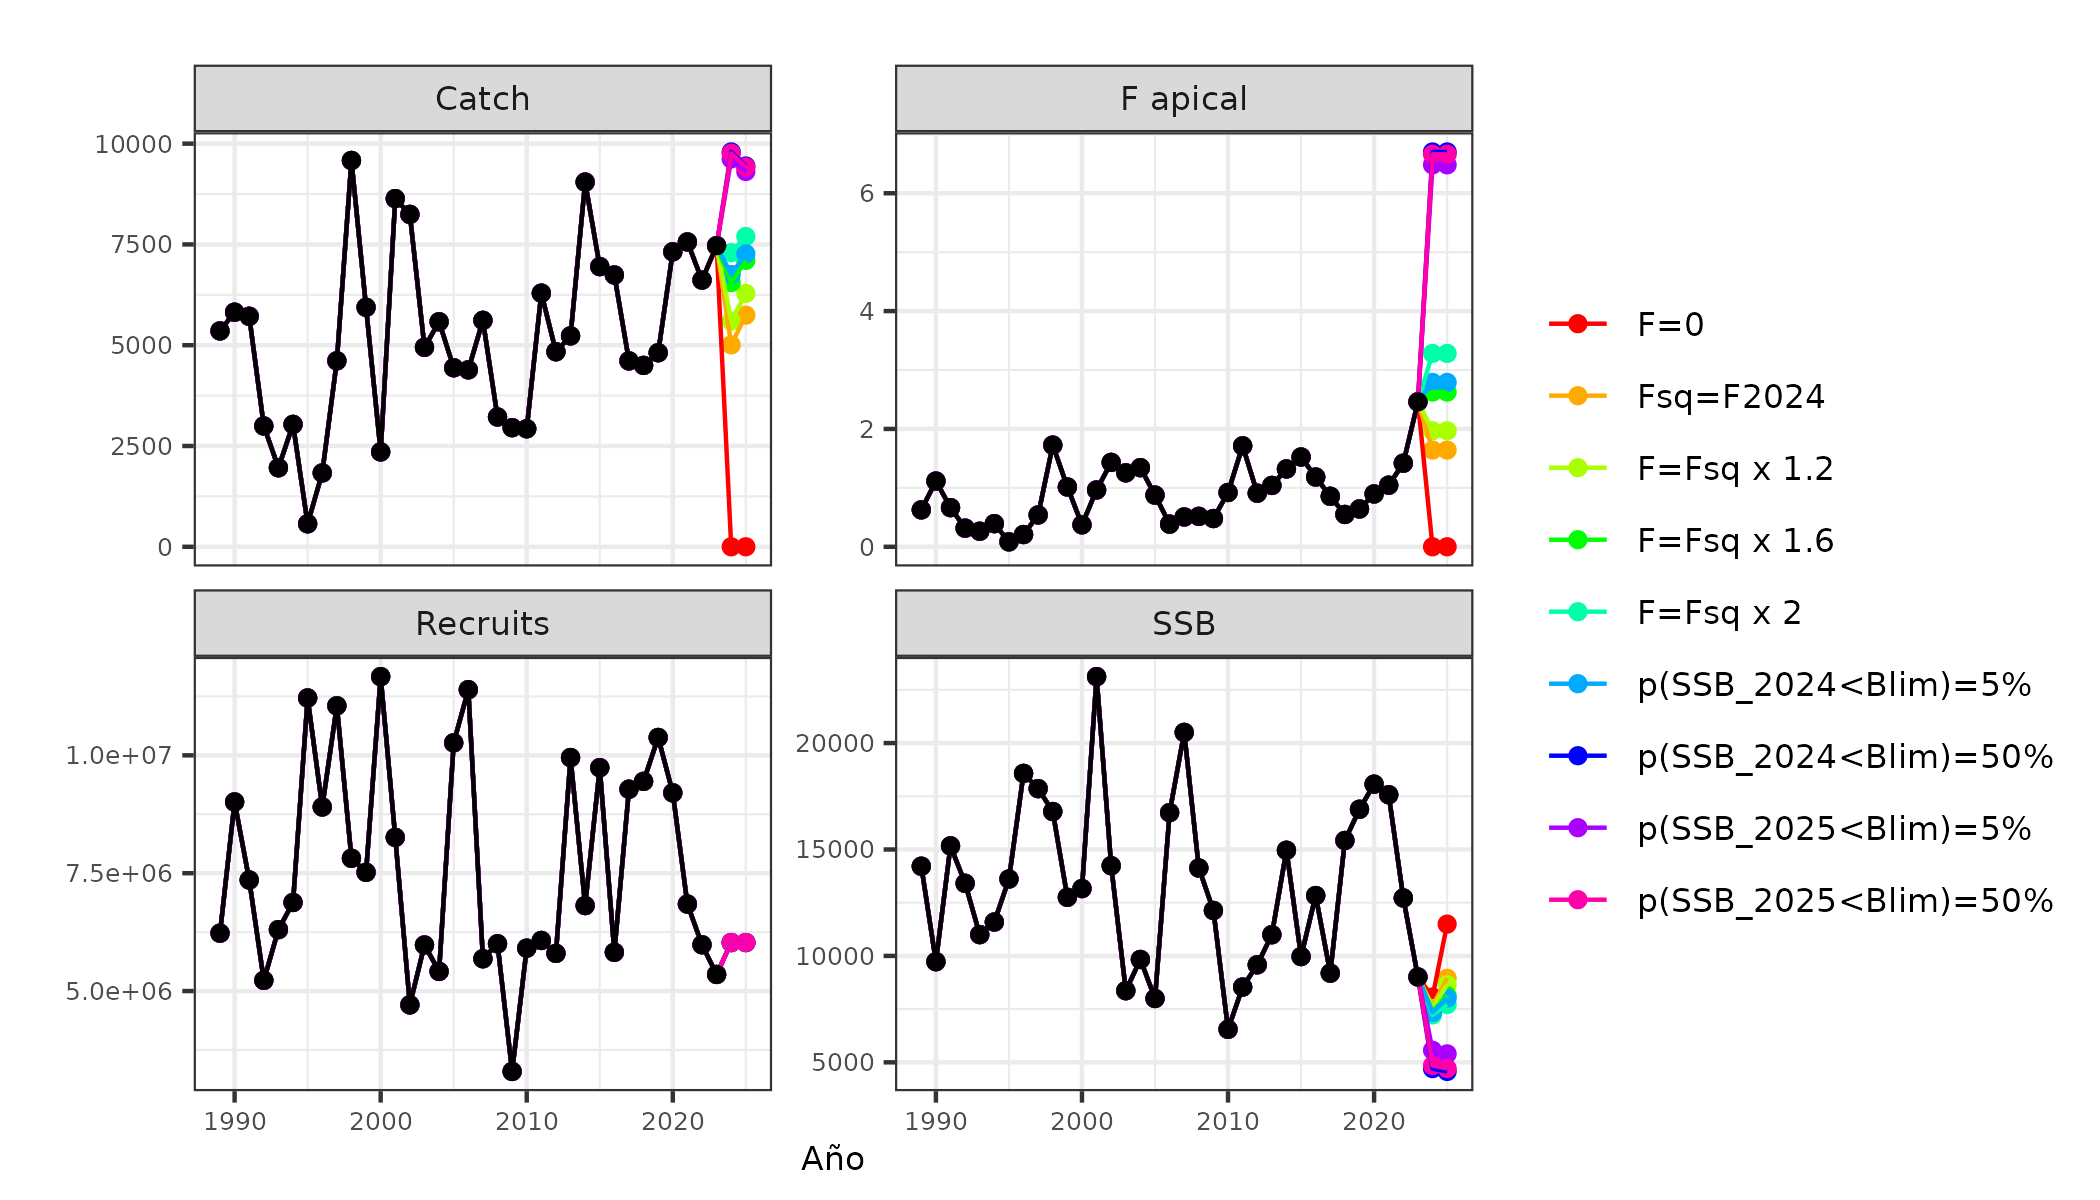 Catch
F apical
10000
7500
5000
2500
0
6
4
2
0
Recruits
SSB
1.0e+07
7.5e+06
5.0e+06
20000
15000
10000
5000
1990 2000 2010 2020
1990 2000 2010 2020
Año
F=0
Fsq=F2024
F=Fsq x 1.2
F=Fsq x 1.6
F=Fsq x 2
p(SSB_2024<Blim)=5%
p(SSB_2024<Blim)=50%
p(SSB_2025<Blim)=5%
p(SSB_2025<Blim)=50%